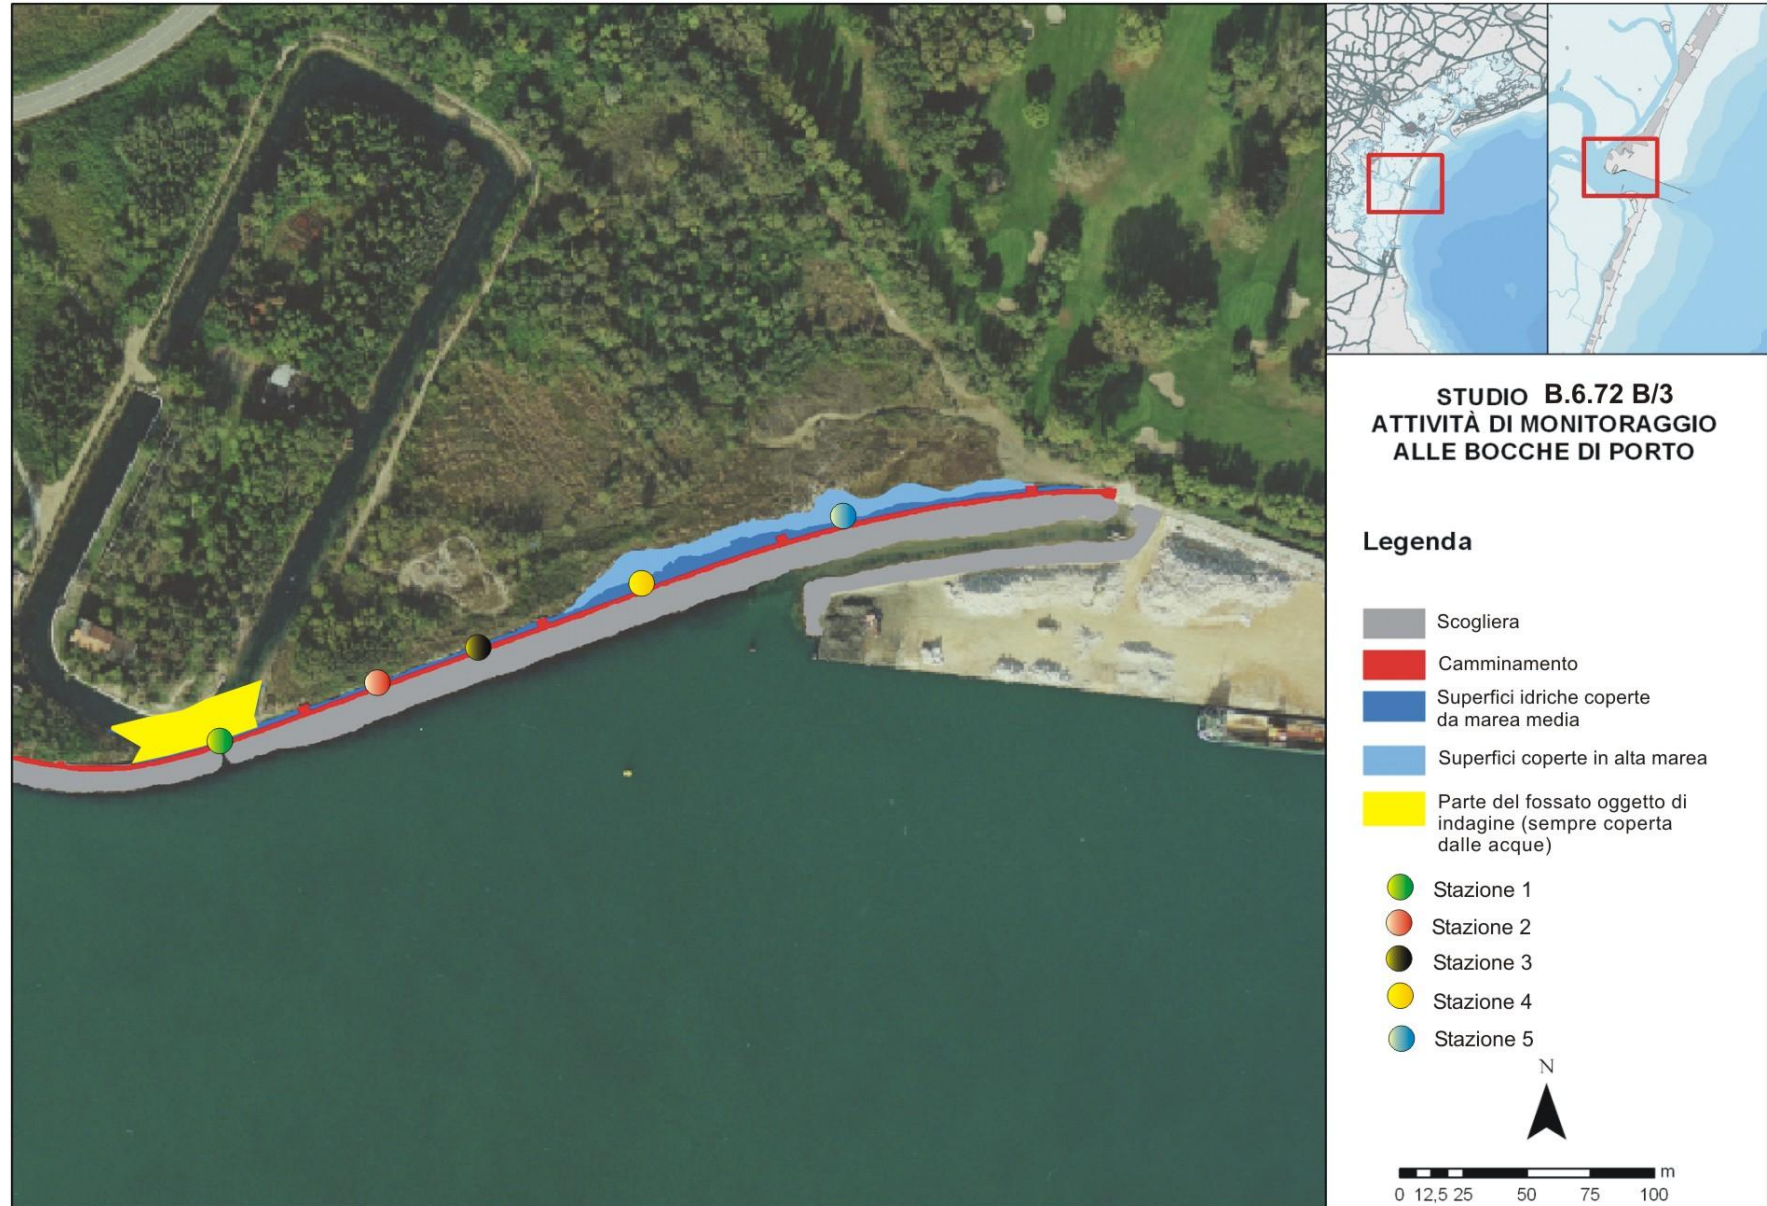 STUDIO B.6.72 B/3
ATTIVITÀ DI MONITORAGGIO
ALLE BOCCHE DI PORTO
Legenda
Scogliera
Camminamento
Superfici idriche coperte
da marea media
Superfici coperte in alta marea
Parte del fossato oggetto di
indagine (sempre coperta
dalle acque)
Stazione 1
Stazione 2
Stazione 3
Stazione 4
Stazione 5
N
m
0 12,5 25 50 75 100